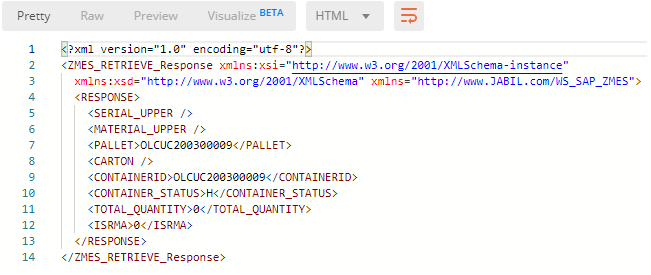 Pretty Raw Preview Visualize BETA HTML
1 <?xml version="1.0" encoding="utf-8"?>
2 <ZMES_RETRIEVE_Response xmlns:xsi="http://www.w3.org/2001/XMLSchema-instance"
3 xmlns:xsd="http://www.w3.org/2001/XMLSchema" xmlns="http://www.JABIL.com/WS_SAP_ZMES">
4 <RESPONSE>
5 <SERIAL_UPPER />
6 <MATERIAL_UPPER />
7 <PALLET>OLCUC200300009</PALLET>
8 <CARTON />
9 <CONTAINERID>OLCUC200300009</CONTAINERID>
10 <CONTAINER_STATUS>H</CONTAINER_STATUS>
11 <TOTAL_QUANTITY>0</TOTAL_QUANTITY>
12 <ISRMA>0</ISRMA>
13 </RESPONSE>
14 </ZMES_RETRIEVE_Response>